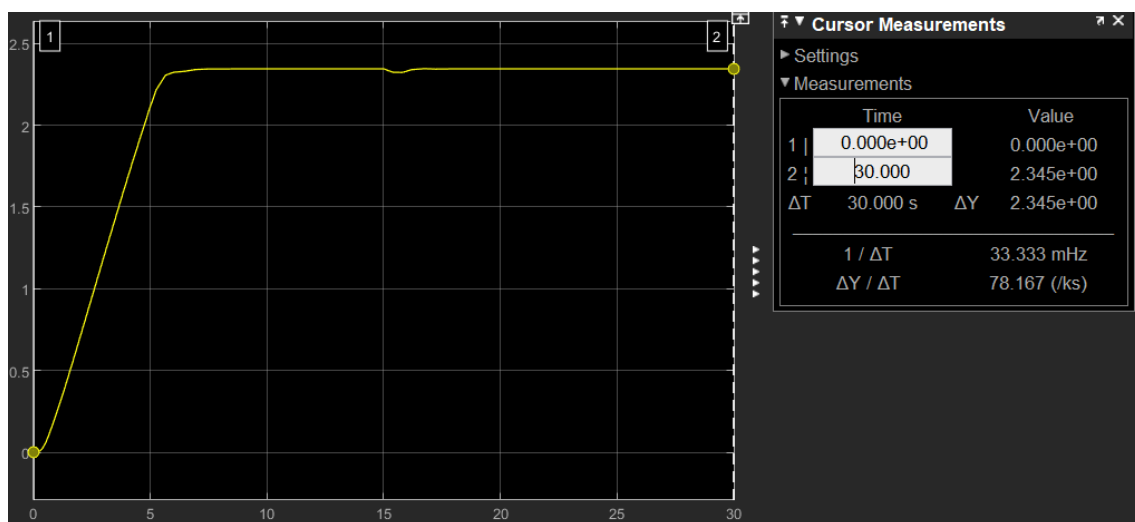 1
2
2.5
2
1.5
1
0.5
0
0 5 10 15 20 25 30
Cursor Measurements
Settings
Measurements
Time Value
1 | 0.000e+00 0.000e+00
2 ¦ 30.000 2.345e+00
ΔT 30.000 s ΔY 2.345e+00
1 / ΔT 33.333 mHz
ΔY / ΔT 78.167 (/ks)